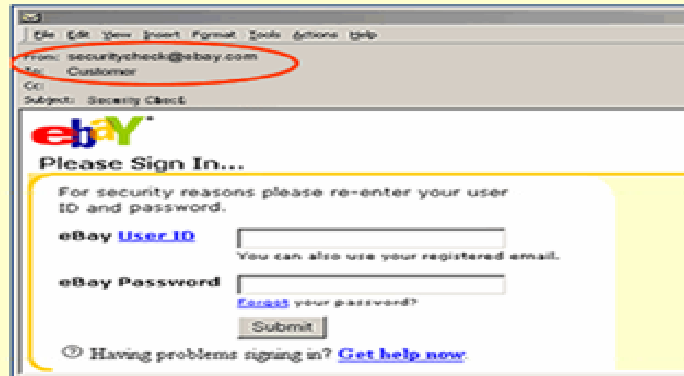 File Edit View Insert Format Tools Actions Help
From: securitycheck@ebay.com
To: Customer
Cc:
Subject: Security Check
ebaY
Please Sign In...
For security reasons please re-enter your user
ID and password.
eBay User ID
You can also use your registered email.
eBay Password
Forgot your password?
Submit
Having problems signing in? Get help now.